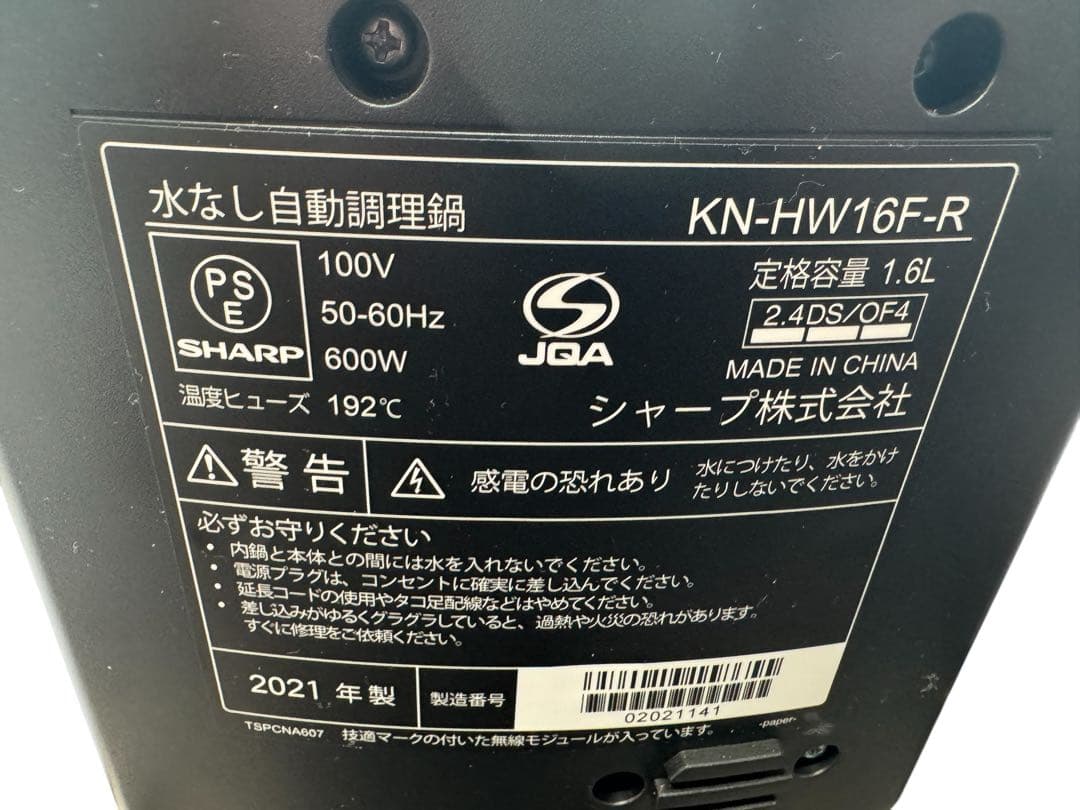 水なし自動調理鍋
KN-HW16F-R
PSE
SHARP
100V
50-60Hz
600W
温度ヒューズ 192℃
JQA
定格容量 1.6L
2.4DS/OF4
MADE IN CHINA
シャープ株式会社
警告
感電の恐れあり
水につけたり、水をかけ
たりしないでください。
必ずお守りください
• 内鍋と本体との間には水を入れないでください。
• 電源プラグは、コンセントに確実に差し込んでください。
• 延長コードの使用やタコ足配線などはやめてください。
• 差し込みがゆるくグラグラしていると、過熱や火災の恐れがあります。
すぐに修理をご依頼ください。
2021 年製
製造番号
02021141
TSPCNA607
技適マークの付いた無線モジュールが入っています。
-paper-